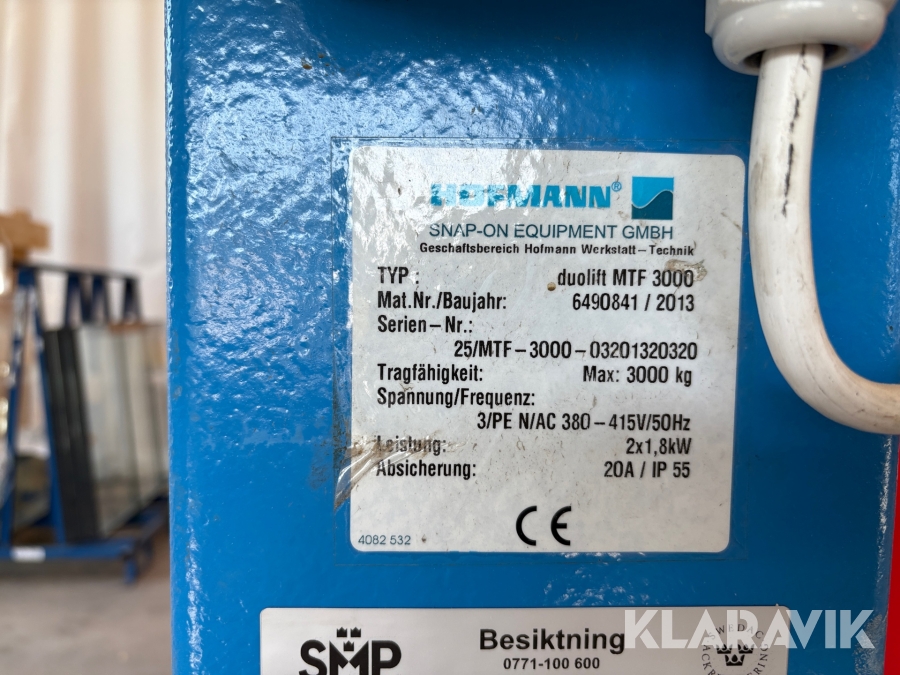 HOFMANN®
SNAP-ON EQUIPMENT GMBH
Geschaftsbereich Hofmann Werkstatt-Technik
TYP : duolift MTF 3000
Mat.Nr./Baujahr: 6490841 / 2013
Serien-Nr.:
25/MTF-3000-03201320320
Tragfähigkeit: Max: 3000 kg
Spannung/Frequenz:
3/PE N/AC 380-415V/50Hz
Leistung: 2x1,8kW
Absicherung: 20A / IP 55
CE
4082 532
SMP
Besiktning
0771-100 600
KLARAVIK